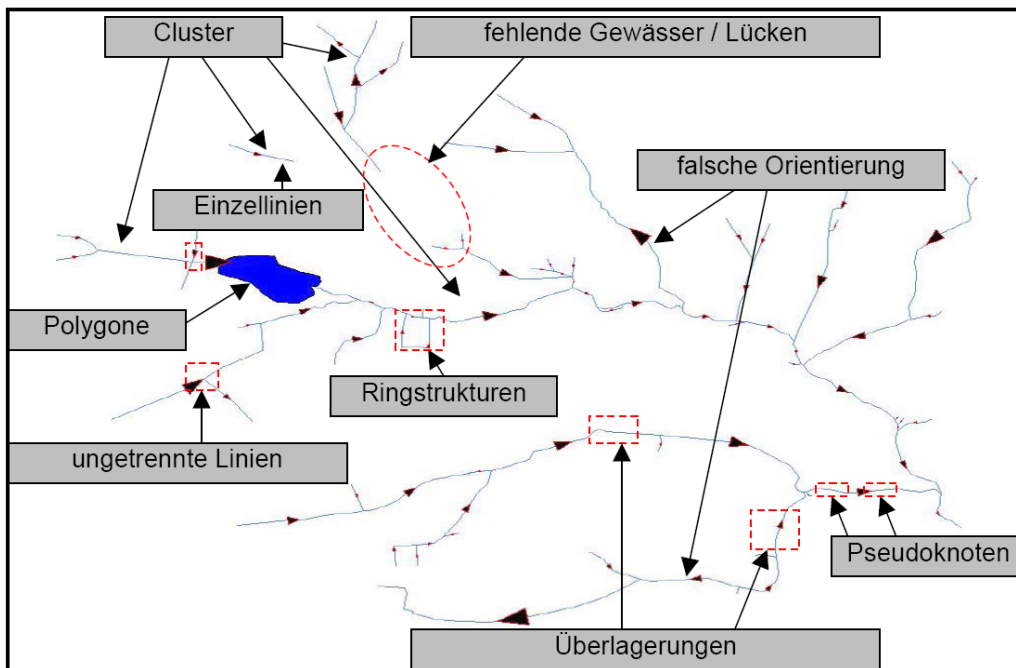 Cluster
fehlende Gewässer / Lücken
falsche Orientierung
Einzellinien
Polygone
Ringstrukturen
ungetrennte Linien
Pseudoknoten
Überlagerungen